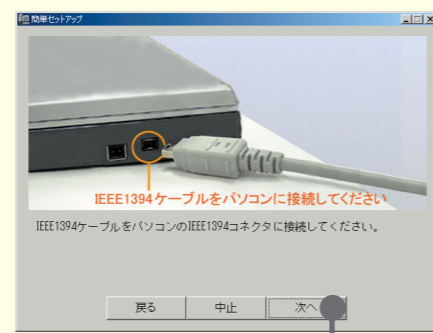 簡単セットアップ
IEEE1394ケーブルをパソコンに接続してください
IEEE1394ケーブルをパソコンのIEEE1394コネクタに接続してください。
戻る
中止
次へ